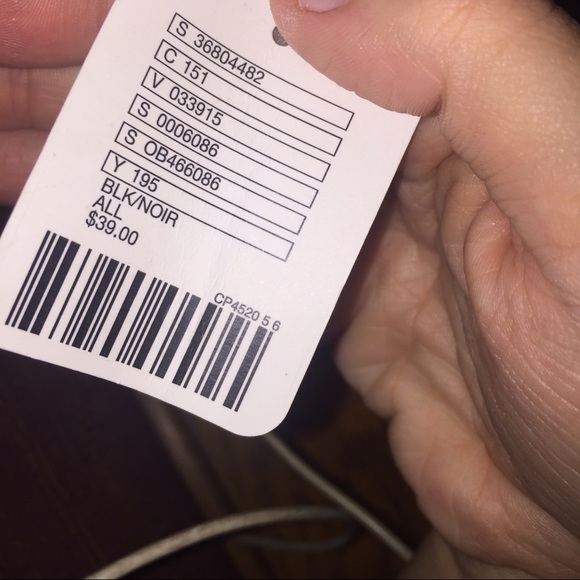 S 36804482
C 151
V 033915
S 0006086
S OB466086
Y 195
BLK/NOIR
ALL
$39.00
CP4520 5 6